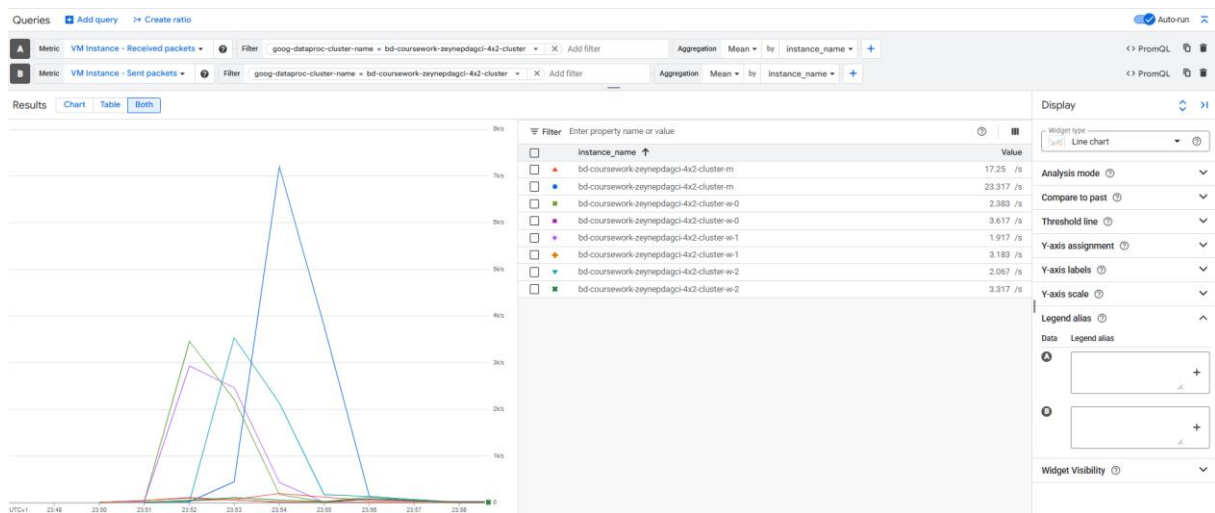 Queries Add query Create ratio Auto-run
A Metric VM Instance - Received packets Filter goog-dataproc-cluster-name = bd-coursework-zeynepdagci-4x2-cluster Add filter Aggregation Mean by instance_name <> PromQL
B Metric VM Instance - Sent packets Filter goog-dataproc-cluster-name = bd-coursework-zeynepdagci-4x2-cluster Add filter Aggregation Mean by instance_name <> PromQL
Results Chart Table Both
8k/s
7k/s
6k/s
5k/s
4k/s
3k/s
2k/s
1k/s
0
UTC+1 23:49 23:50 23:51 23:52 23:53 23:54 23:55 23:56 23:57 23:58
Filter Enter property name or value
instance_name Value
bd-coursework-zeynepdagci-4x2-cluster-m 17.25 /s
bd-coursework-zeynepdagci-4x2-cluster-m 23.317 /s
bd-coursework-zeynepdagci-4x2-cluster-w-0 2.383 /s
bd-coursework-zeynepdagci-4x2-cluster-w-0 3.617 /s
bd-coursework-zeynepdagci-4x2-cluster-w-1 1.917 /s
bd-coursework-zeynepdagci-4x2-cluster-w-1 3.183 /s
bd-coursework-zeynepdagci-4x2-cluster-w-2 2.067 /s
bd-coursework-zeynepdagci-4x2-cluster-w-2 3.317 /s
Display
Widget type
Line chart
Analysis mode
Compare to past
Threshold line
Y-axis assignment
Y-axis labels
Y-axis scale
Legend alias
Data Legend alias
A
B
Widget Visibility